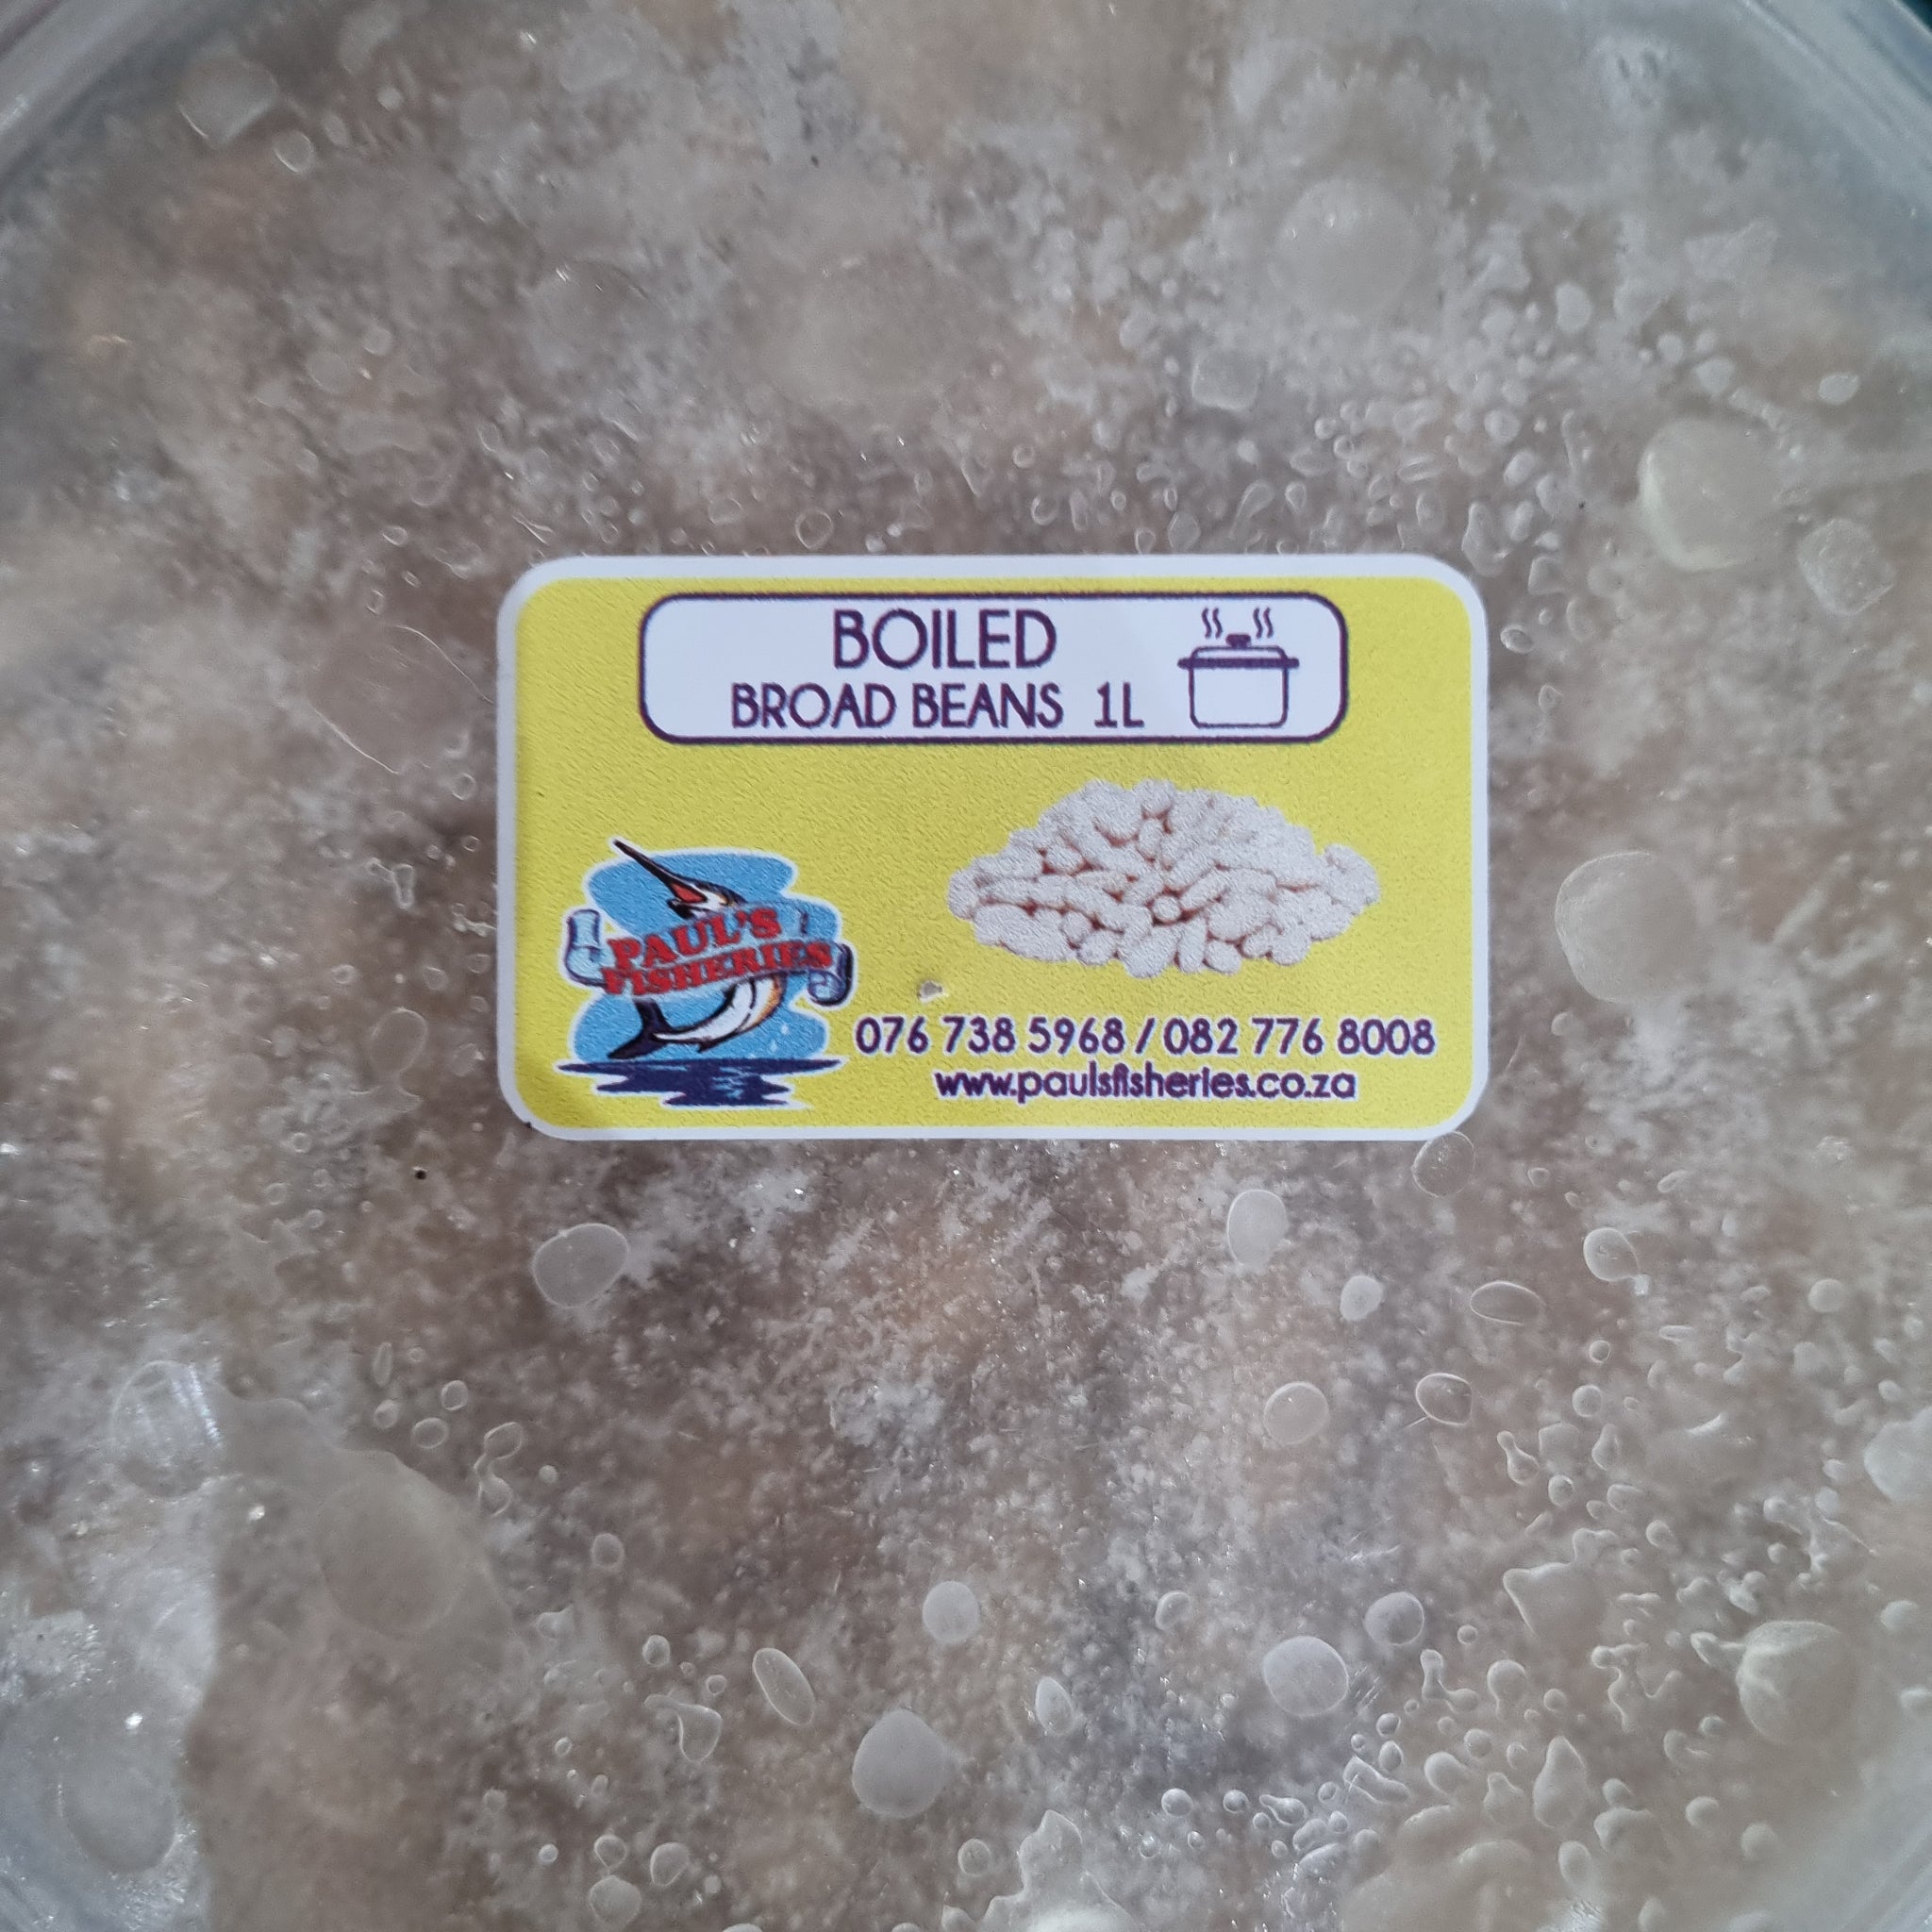 BOILED
BROAD BEANS 1L
PAUL'S
FISHERIES
076 738 5968 / 082 776 8008
www.paulsfisheries.co.za